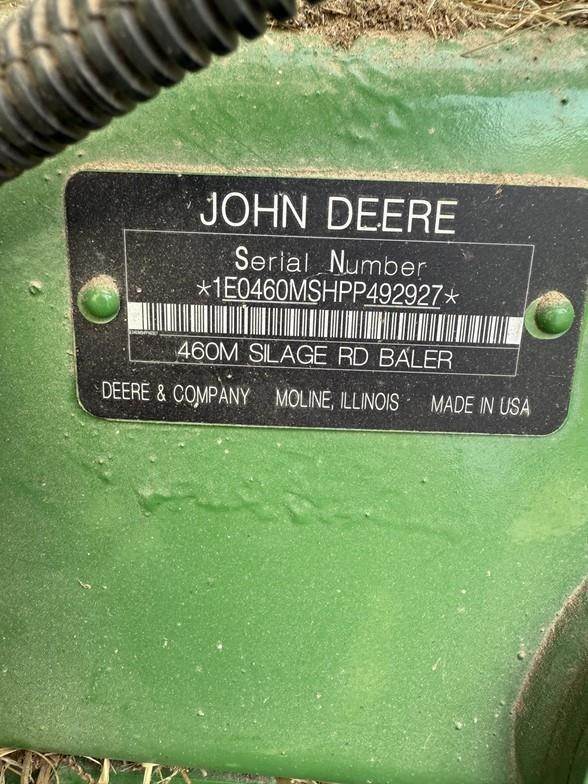 JOHN DEERE
Serial Number
*1E0460MSHPP492927*
460M SILAGE RD BALER
DEERE & COMPANY MOLINE, ILLINOIS MADE IN USA